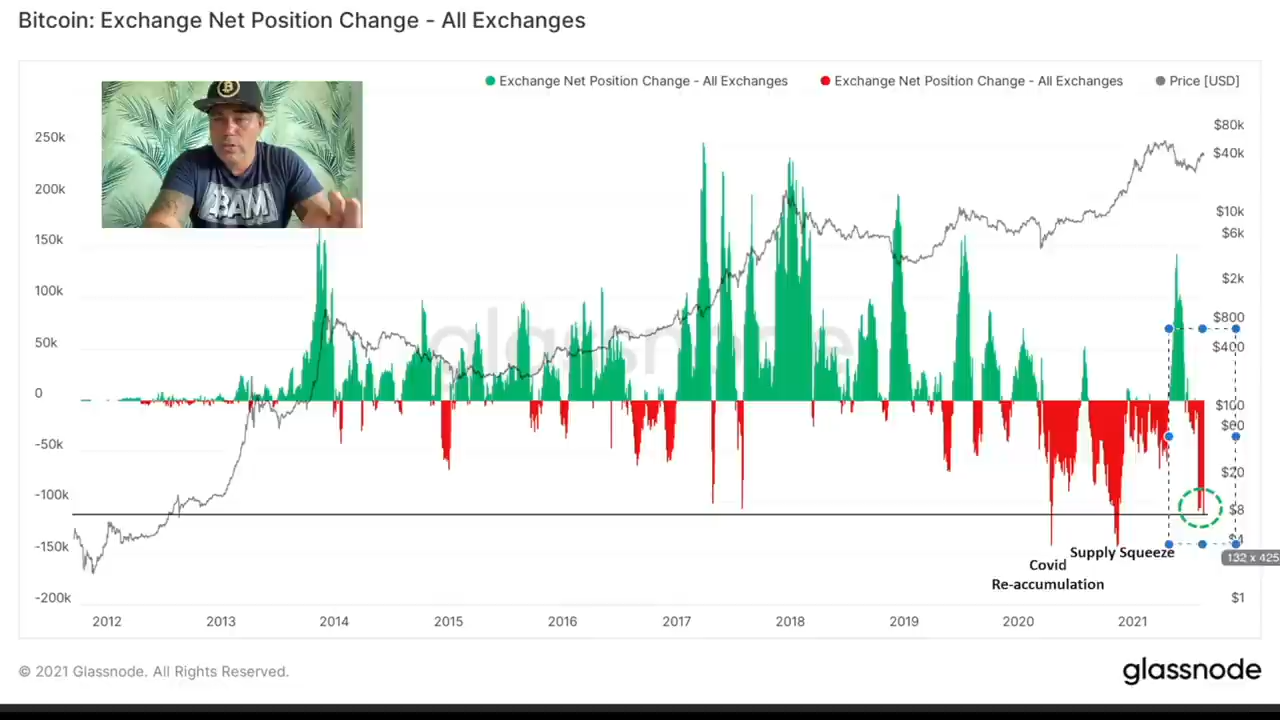 Bitcoin: Exchange Net Position Change - All Exchanges
Exchange Net Position Change - All Exchanges
Exchange Net Position Change - All Exchanges
Price [USD]
BAM
250k
200k
150k
100k
50k
0
-50k
-100k
-150k
-200k
$80k
$40k
$10k
$6k
$2k
$800
$400
$100
$60
$20
$8
$4
$1
glassnode
Supply Squeeze
Covid
Re-accumulation
132 x 425
2012 2013 2014 2015 2016 2017 2018 2019 2020 2021
© 2021 Glassnode. All Rights Reserved.
glassnode